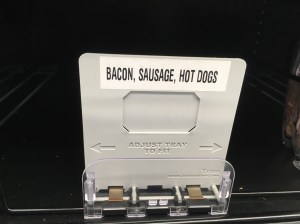 BACON, SAUSAGE, HOT DOGS
ADJUST TRAY
TO FIT